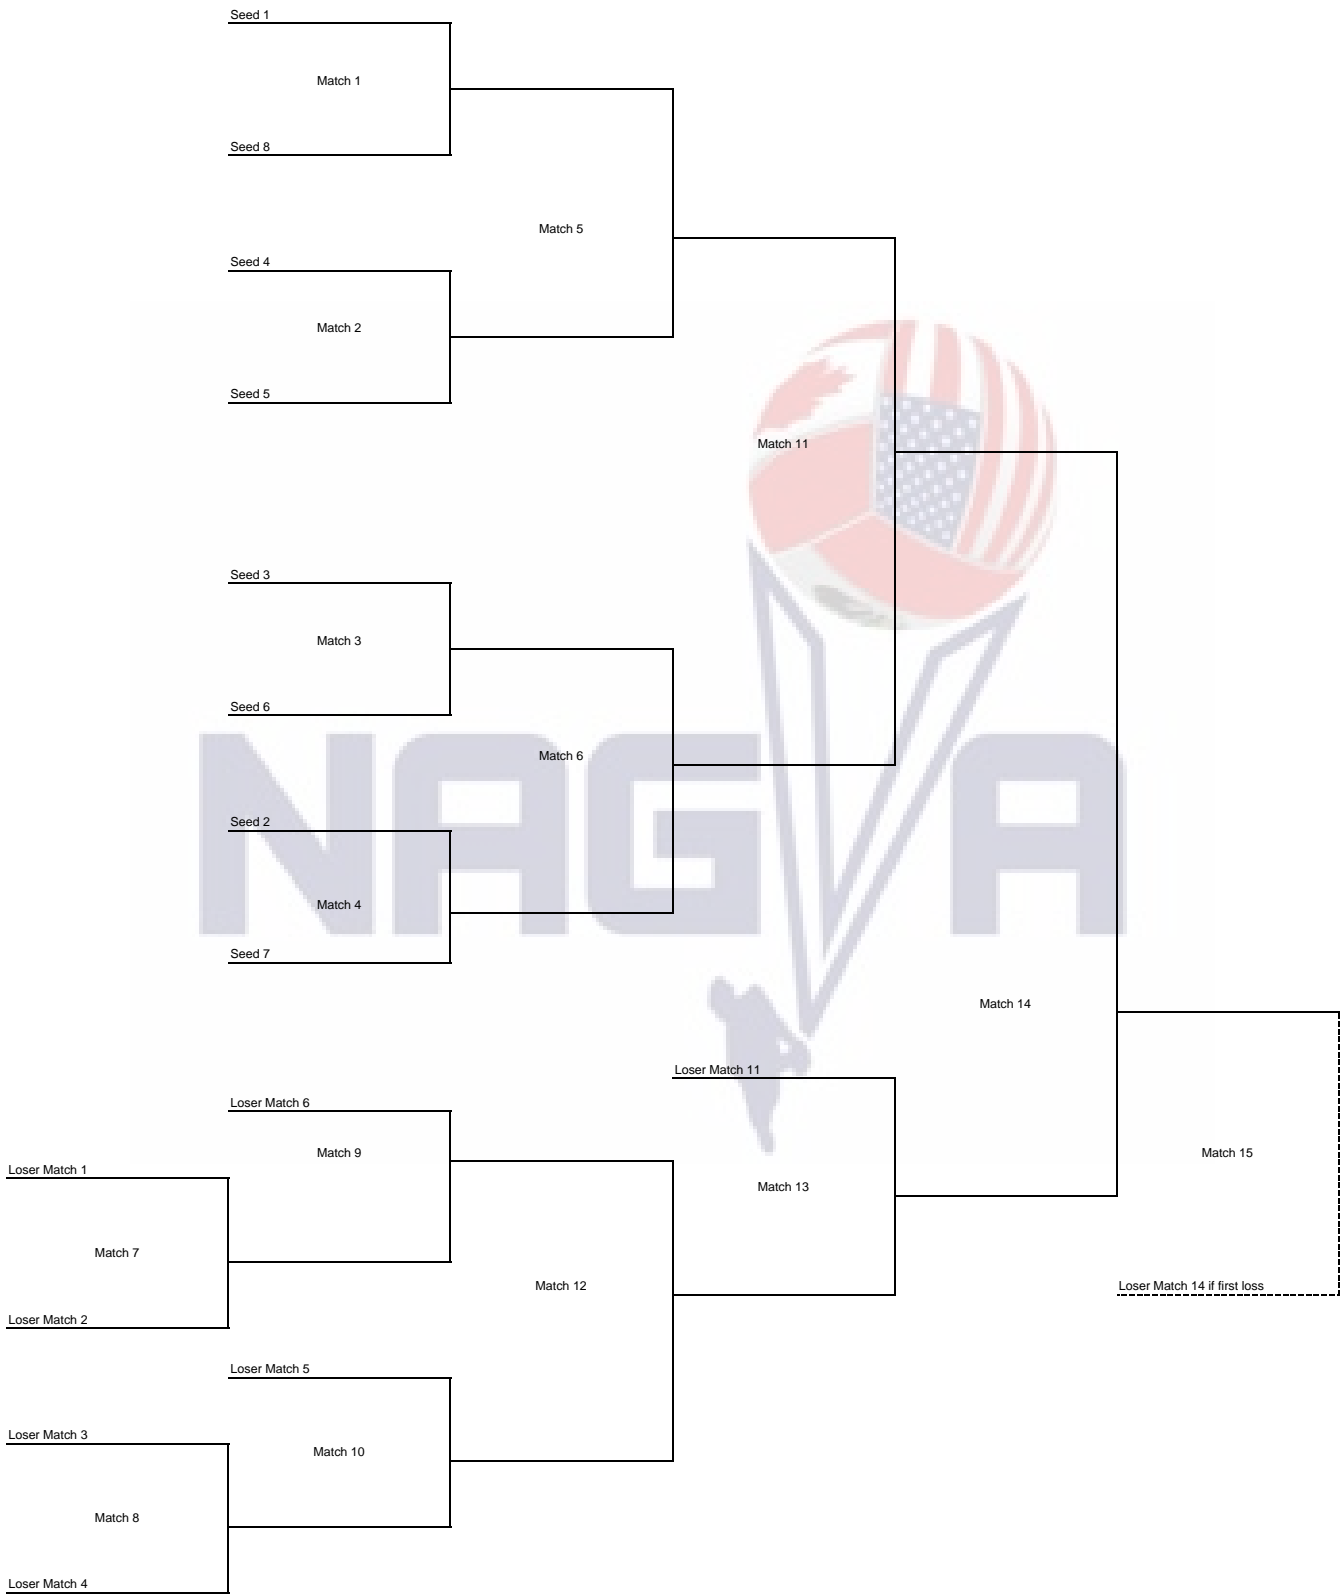 Seed 1
Match 1
Seed 8
Match 5
Seed 4
Match 2
Seed 5
Match 11
Seed 3
Match 3
Seed 6
Match 6
Seed 2
Match 4
Seed 7
NAGVA
Match 14
Loser Match 11
Loser Match 6
Match 9
Match 15
Loser Match 1
Match 13
Match 7
Match 12
Loser Match 14 if first loss
Loser Match 2
Loser Match 5
Loser Match 3
Match 10
Match 8
Loser Match 4